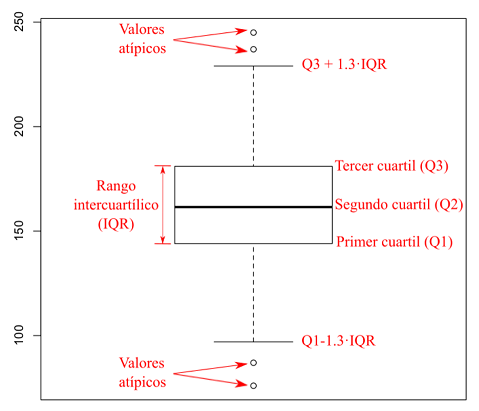 250
Valores
atípicos
Q3 + 1.3·IQR
200
Tercer cuartil (Q3)
Rango
intercuartílico
(IQR)
Segundo cuartil (Q2)
150
Primer cuartil (Q1)
100
Q1-1.3·IQR
Valores
atípicos